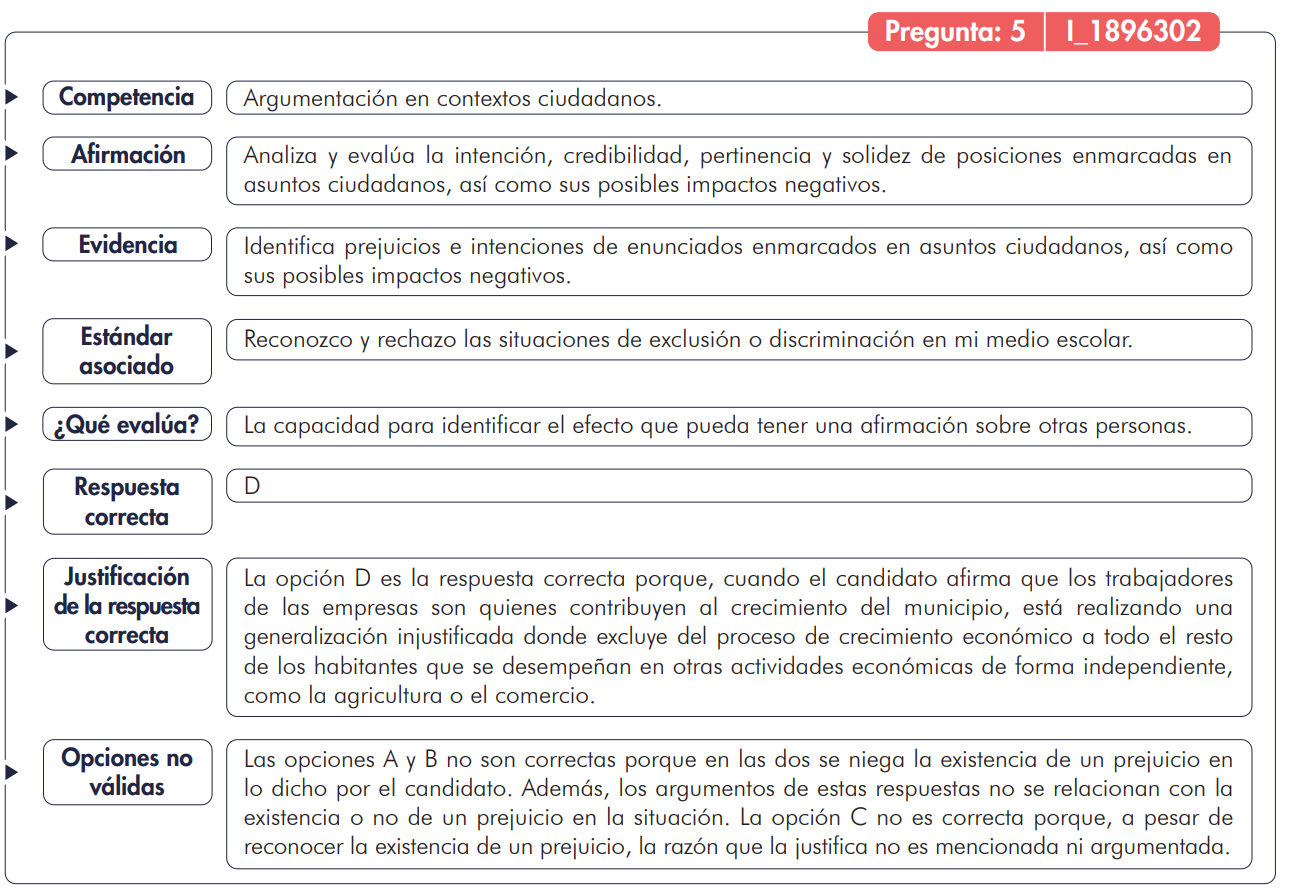 Pregunta: 5 I_1896302
Competencia
Argumentación en contextos ciudadanos.
Afirmación
Analiza y evalúa la intención, credibilidad, pertinencia y solidez de posiciones enmarcadas en
asuntos ciudadanos, así como sus posibles impactos negativos.
Evidencia
Identifica prejuicios e intenciones de enunciados enmarcados en asuntos ciudadanos, así como
sus posibles impactos negativos.
Estándar
asociado
Reconozco y rechazo las situaciones de exclusión o discriminación en mi medio escolar.
¿Qué evalúa?
La capacidad para identificar el efecto que pueda tener una afirmación sobre otras personas.
Respuesta
correcta
D
Justificación
de la respuesta
correcta
La opción D es la respuesta correcta porque, cuando el candidato afirma que los trabajadores
de las empresas son quienes contribuyen al crecimiento del municipio, está realizando una
generalización injustificada donde excluye del proceso de crecimiento económico a todo el resto
de los habitantes que se desempeñan en otras actividades económicas de forma independiente,
como la agricultura o el comercio.
Opciones no
válidas
Las opciones A y B no son correctas porque en las dos se niega la existencia de un prejuicio en
lo dicho por el candidato. Además, los argumentos de estas respuestas no se relacionan con la
existencia o no de un prejuicio en la situación. La opción C no es correcta porque, a pesar de
reconocer la existencia de un prejuicio, la razón que la justifica no es mencionada ni argumentada.